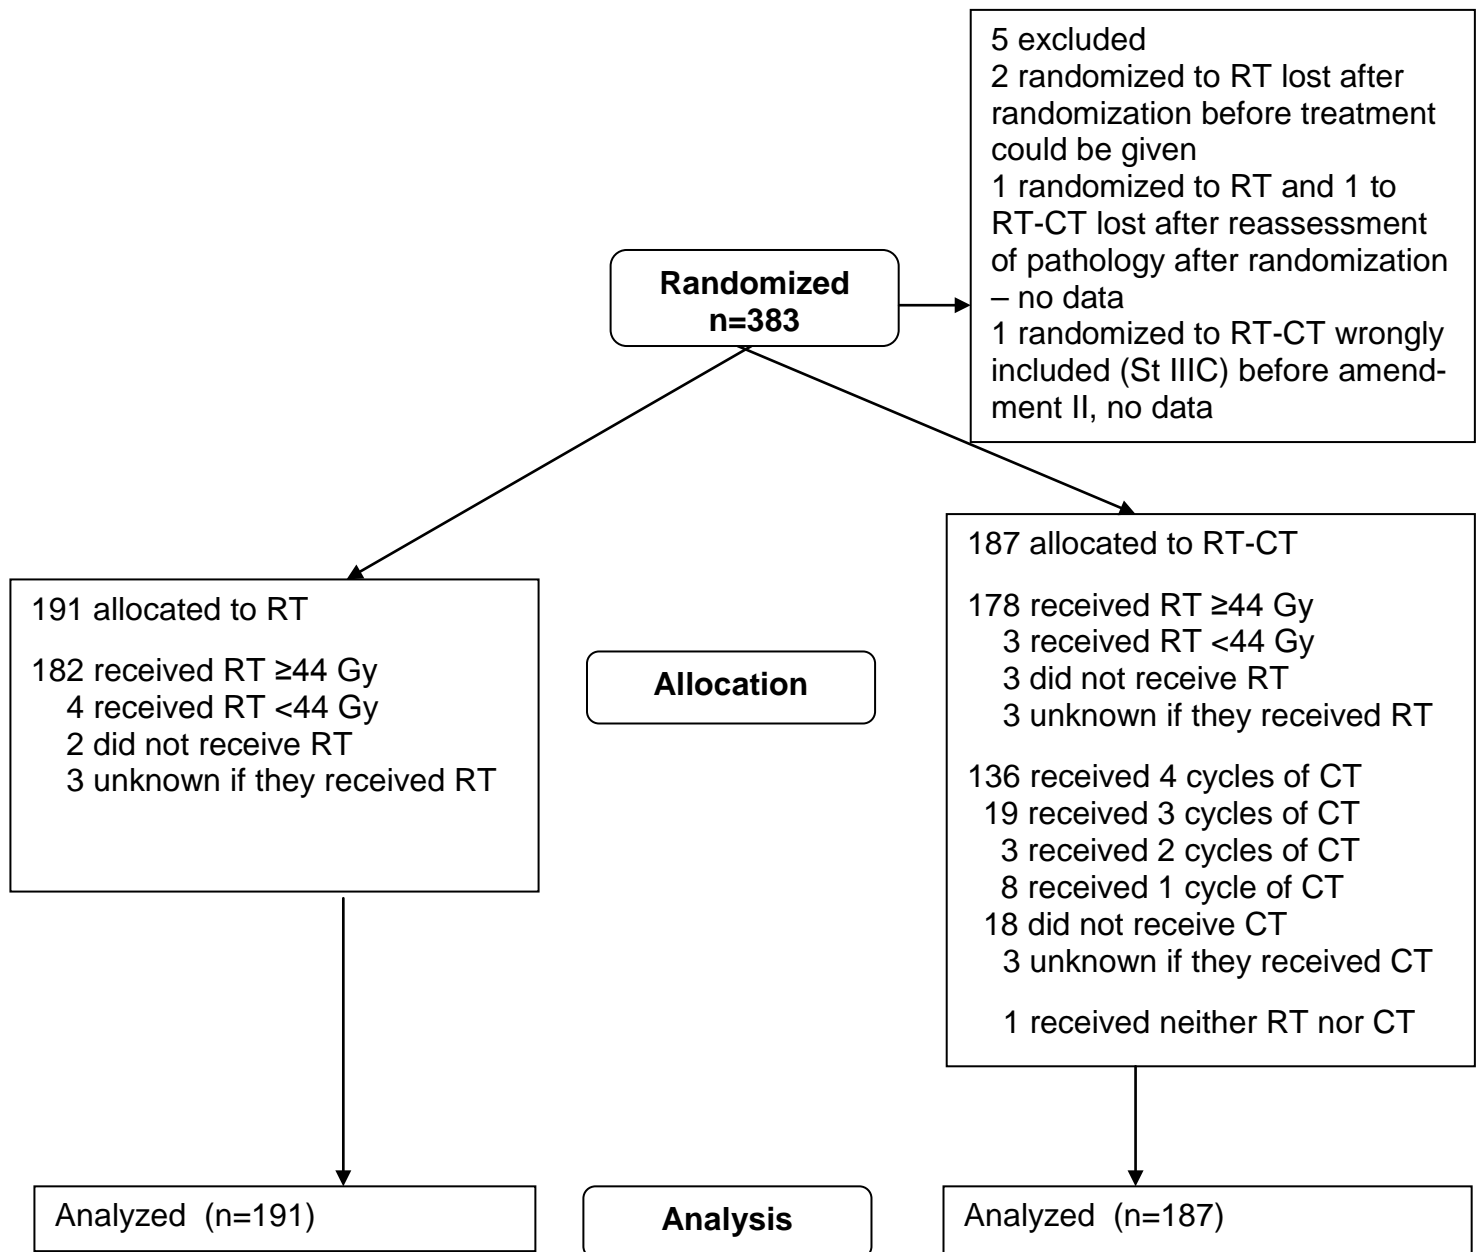 5 excluded
2 randomized to RT lost after
randomization before treatment
could be given
1 randomized to RT and 1 to
RT-CT lost after reassessment
of pathology after randomization
– no data
1 randomized to RT-CT wrongly
included (St IIIC) before amend-
ment II, no data
Randomized
n=383
191 allocated to RT
182 received RT ≥44 Gy
4 received RT <44 Gy
2 did not receive RT
3 unknown if they received RT
Allocation
187 allocated to RT-CT
178 received RT ≥44 Gy
3 received RT <44 Gy
3 did not receive RT
3 unknown if they received RT
136 received 4 cycles of CT
19 received 3 cycles of CT
3 received 2 cycles of CT
8 received 1 cycle of CT
18 did not receive CT
3 unknown if they received CT
1 received neither RT nor CT
Analyzed (n=191)
Analysis
Analyzed (n=187)